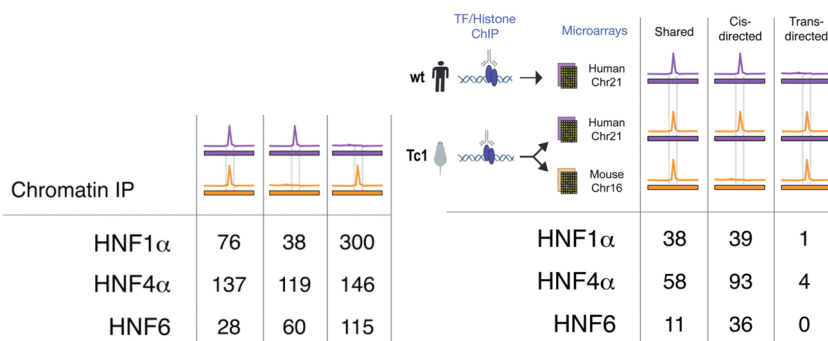 TF/Histone
ChIP
Microarrays
Shared
Cis-
directed
Trans-
directed
wt
Human
Chr21
Human
Chr21
Tc1
Mouse
Chr16
Chromatin IP
HNF1α 76 38 300
HNF4α 137 119 146
HNF6 28 60 115
HNF1α 38 39 1
HNF4α 58 93 4
HNF6 11 36 0